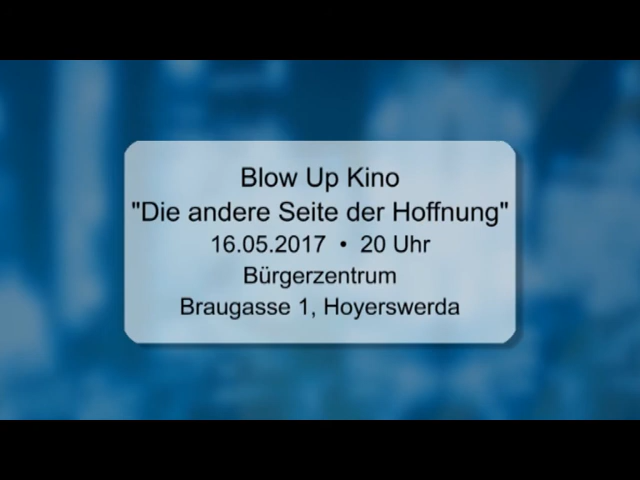 Blow Up Kino
"Die andere Seite der Hoffnung"
16.05.2017 • 20 Uhr
Bürgerzentrum
Braugasse 1, Hoyerswerda